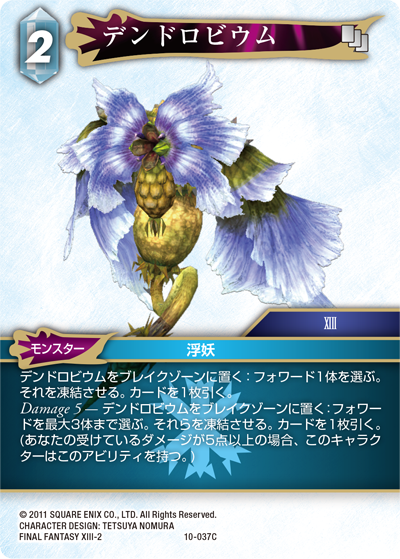 2
デンドロビウム
XIII
モンスター
浮妖
デンドロビウムをブレイクゾーンに置く：フォワード1体を選ぶ。
それを凍結させる。カードを1枚引く。
Damage 5 ― デンドロビウムをブレイクゾーンに置く：フォワー
ドを最大3体まで選ぶ。それらを凍結させる。カードを1枚引く。
(あなたの受けているダメージが5点以上の場合、このキャラク
ターはこのアビリティを持つ。)
© 2011 SQUARE ENIX CO., LTD. All Rights Reserved.
CHARACTER DESIGN: TETSUYA NOMURA
FINAL FANTASY XIII-2 10-037C